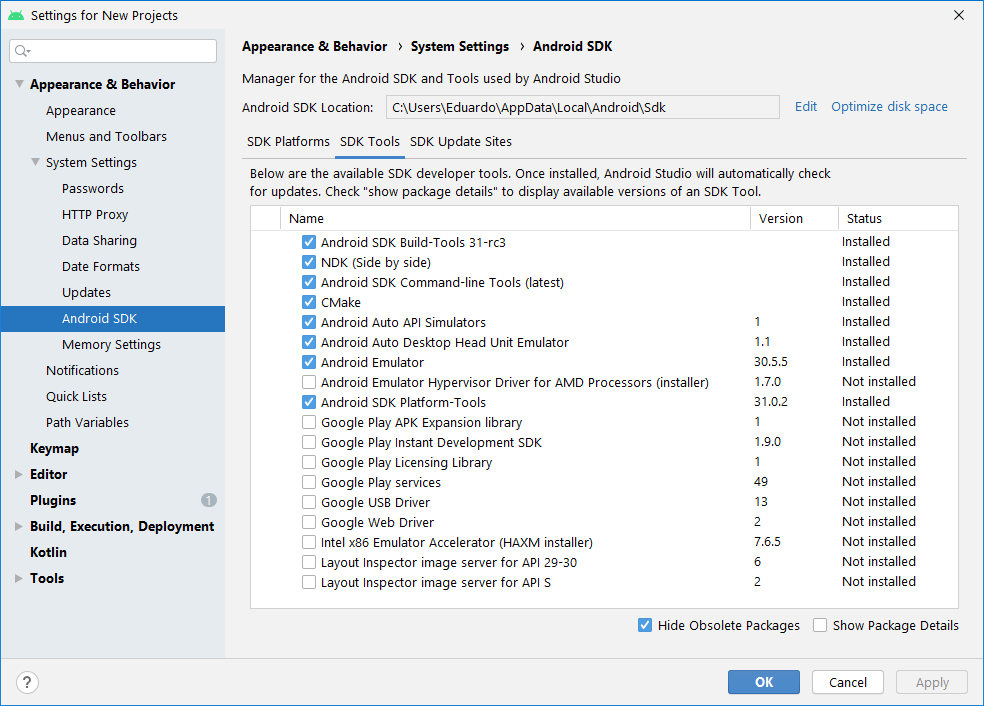 Settings for New Projects
Appearance & Behavior
Appearance
Menus and Toolbars
System Settings
Passwords
HTTP Proxy
Data Sharing
Date Formats
Updates
Android SDK
Memory Settings
Notifications
Quick Lists
Path Variables
Keymap
Editor
Plugins 1
Build, Execution, Deployment
Kotlin
Tools
Appearance & Behavior › System Settings › Android SDK
Manager for the Android SDK and Tools used by Android Studio
Android SDK Location: C:\Users\Eduardo\AppData\Local\Android\Sdk Edit Optimize disk space
SDK Platforms SDK Tools SDK Update Sites
Below are the available SDK developer tools. Once installed, Android Studio will automatically check
for updates. Check "show package details" to display available versions of an SDK Tool.
Name Version Status
Android SDK Build-Tools 31-rc3 Installed
NDK (Side by side) Installed
Android SDK Command-line Tools (latest) Installed
CMake Installed
Android Auto API Simulators 1 Installed
Android Auto Desktop Head Unit Emulator 1.1 Installed
Android Emulator 30.5.5 Installed
Android Emulator Hypervisor Driver for AMD Processors (installer) 1.7.0 Not installed
Android SDK Platform-Tools 31.0.2 Installed
Google Play APK Expansion library 1 Not installed
Google Play Instant Development SDK 1.9.0 Not installed
Google Play Licensing Library 1 Not installed
Google Play services 49 Not installed
Google USB Driver 13 Not installed
Google Web Driver 2 Not installed
Intel x86 Emulator Accelerator (HAXM installer) 7.6.5 Not installed
Layout Inspector image server for API 29-30 6 Not installed
Layout Inspector image server for API S 2 Not installed
Hide Obsolete Packages Show Package Details
? OK Cancel Apply